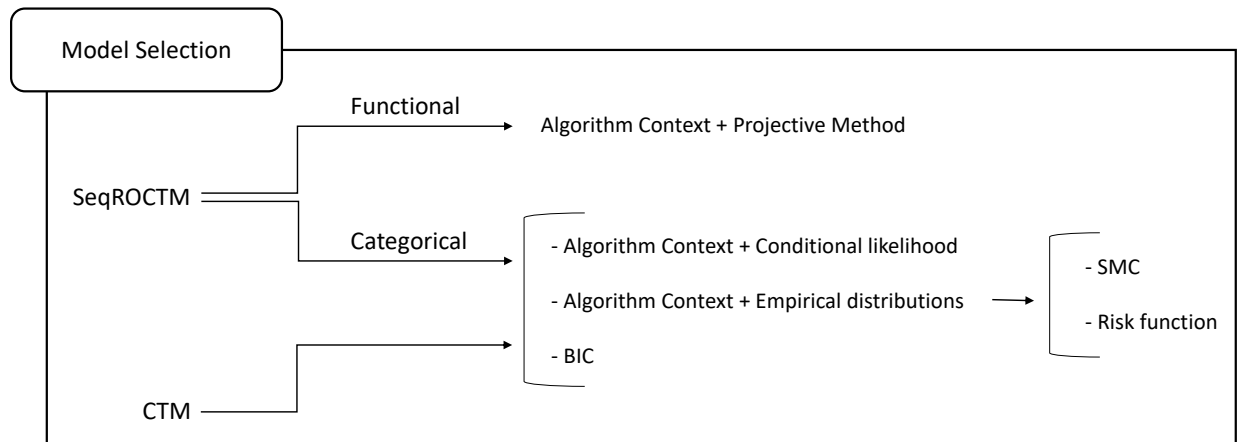 Model Selection
Functional
Algorithm Context + Projective Method
SeqROCTM
Categorical
- Algorithm Context + Conditional likelihood
- SMC
- Algorithm Context + Empirical distributions
- Risk function
- BIC
CTM